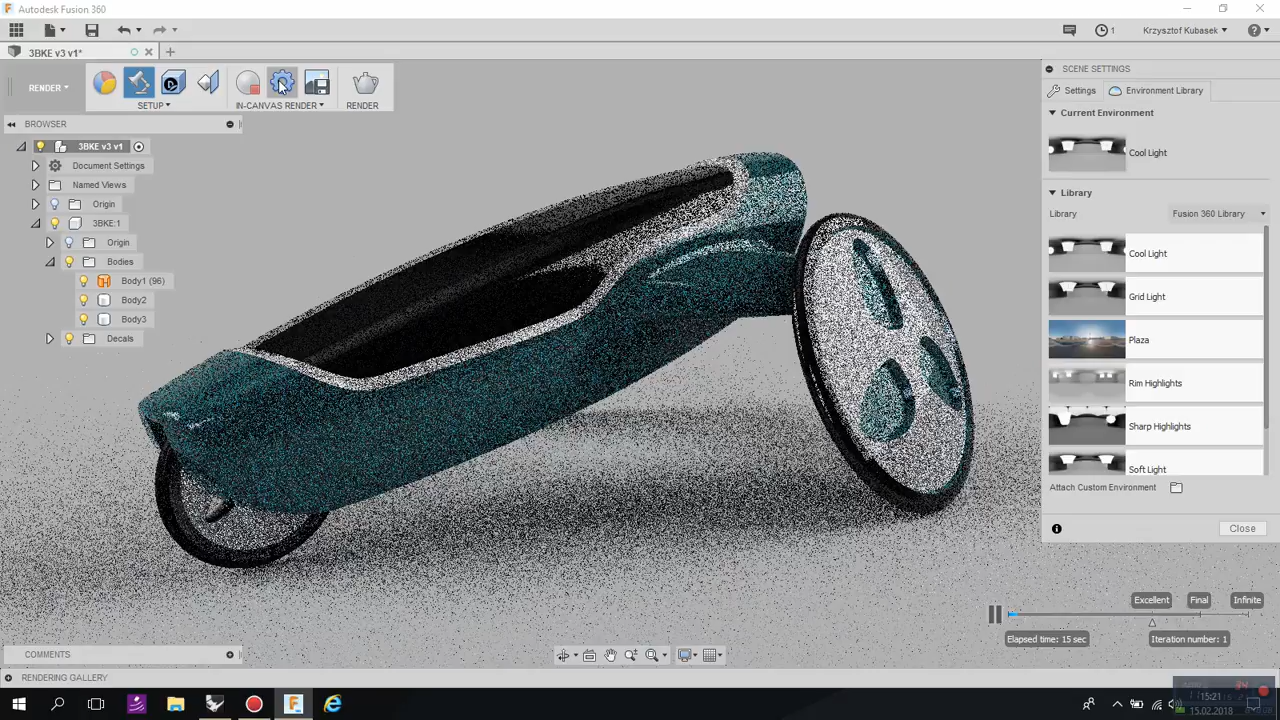 Autodesk Fusion 360
1
Krzysztof Kubasek
3BKE v3 v1*
SCENE SETTINGS
Settings
Environment Library
RENDER
SETUP
IN-CANVAS RENDER
RENDER
Current Environment
BROWSER
3BKE v3 v1
Cool Light
Document Settings
Named Views
Library
Origin
Library
Fusion 360 Library
3BKE:1
Origin
Cool Light
Bodies
Body1 (96)
Grid Light
Body2
Body3
Plaza
Decals
Rim Highlights
Sharp Highlights
Soft Light
Attach Custom Environment
Close
Excellent
Final
Infinite
Elapsed time: 15 sec
Iteration number: 1
COMMENTS
RENDERING GALLERY
15:21
15.02.2018